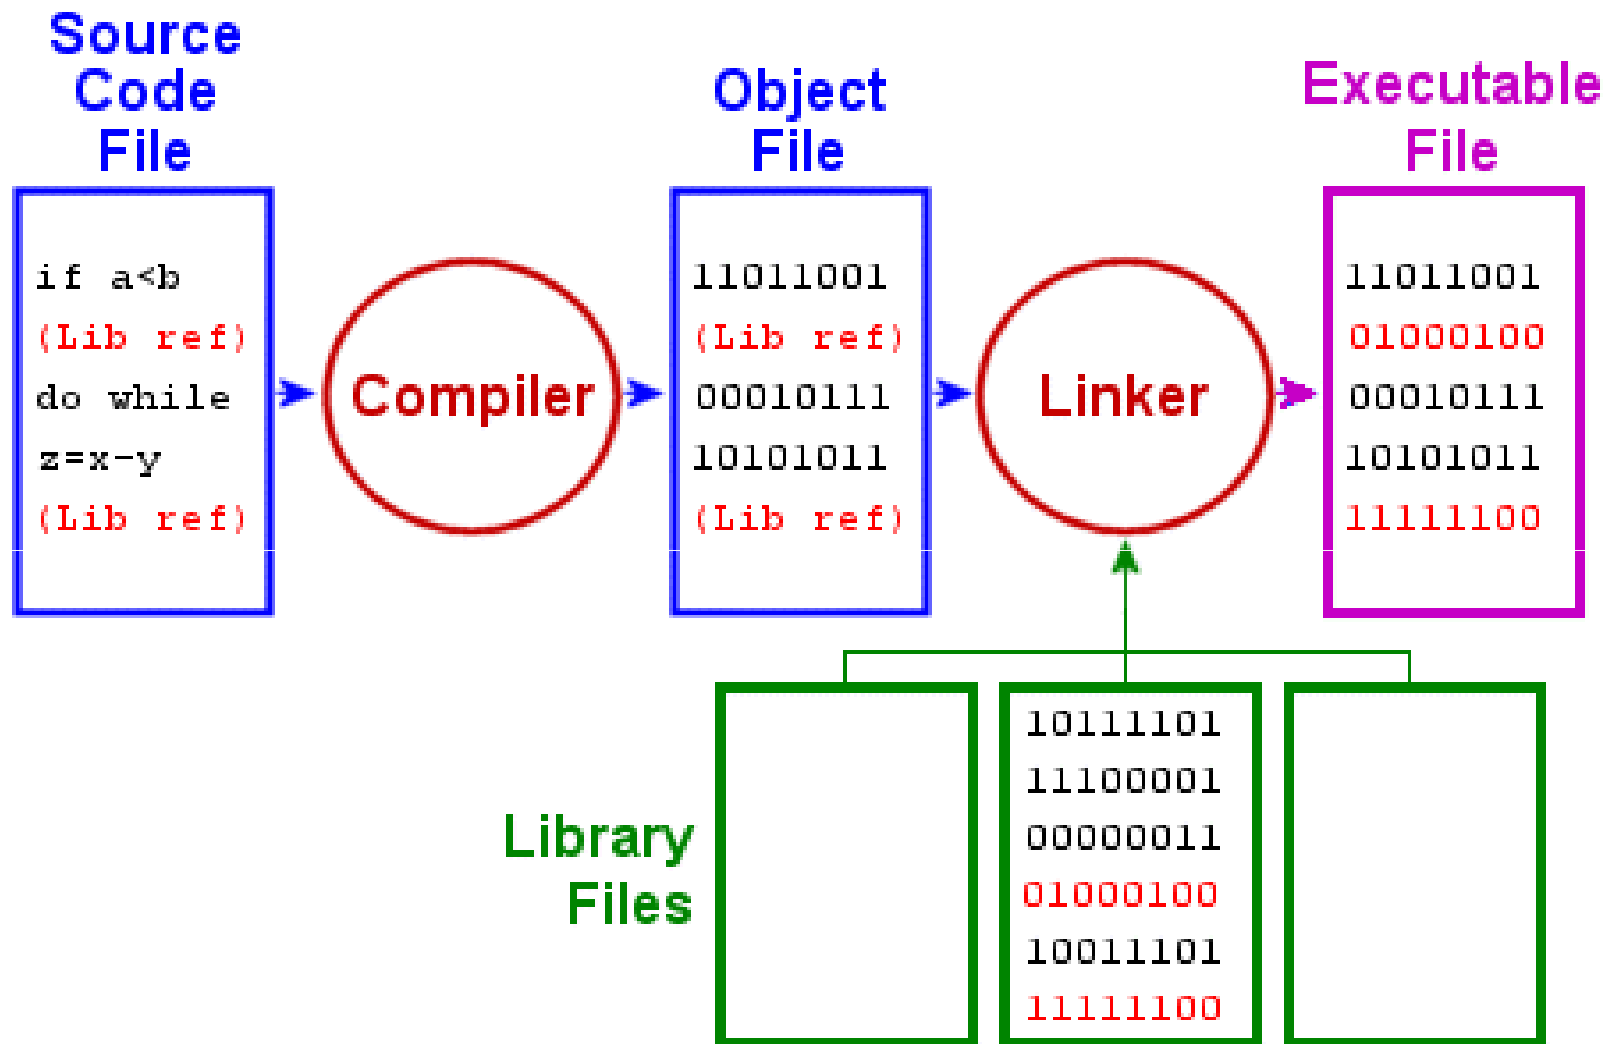 Source
Code
File
if a<b
(Lib ref)
do while
z=x-y
(Lib ref)
Compiler
Object
File
11011001
(Lib ref)
00010111
10101011
(Lib ref)
Linker
Executable
File
11011001
01000100
00010111
10101011
11111100
Library
Files
10111101
11100001
00000011
01000100
10011101
11111100